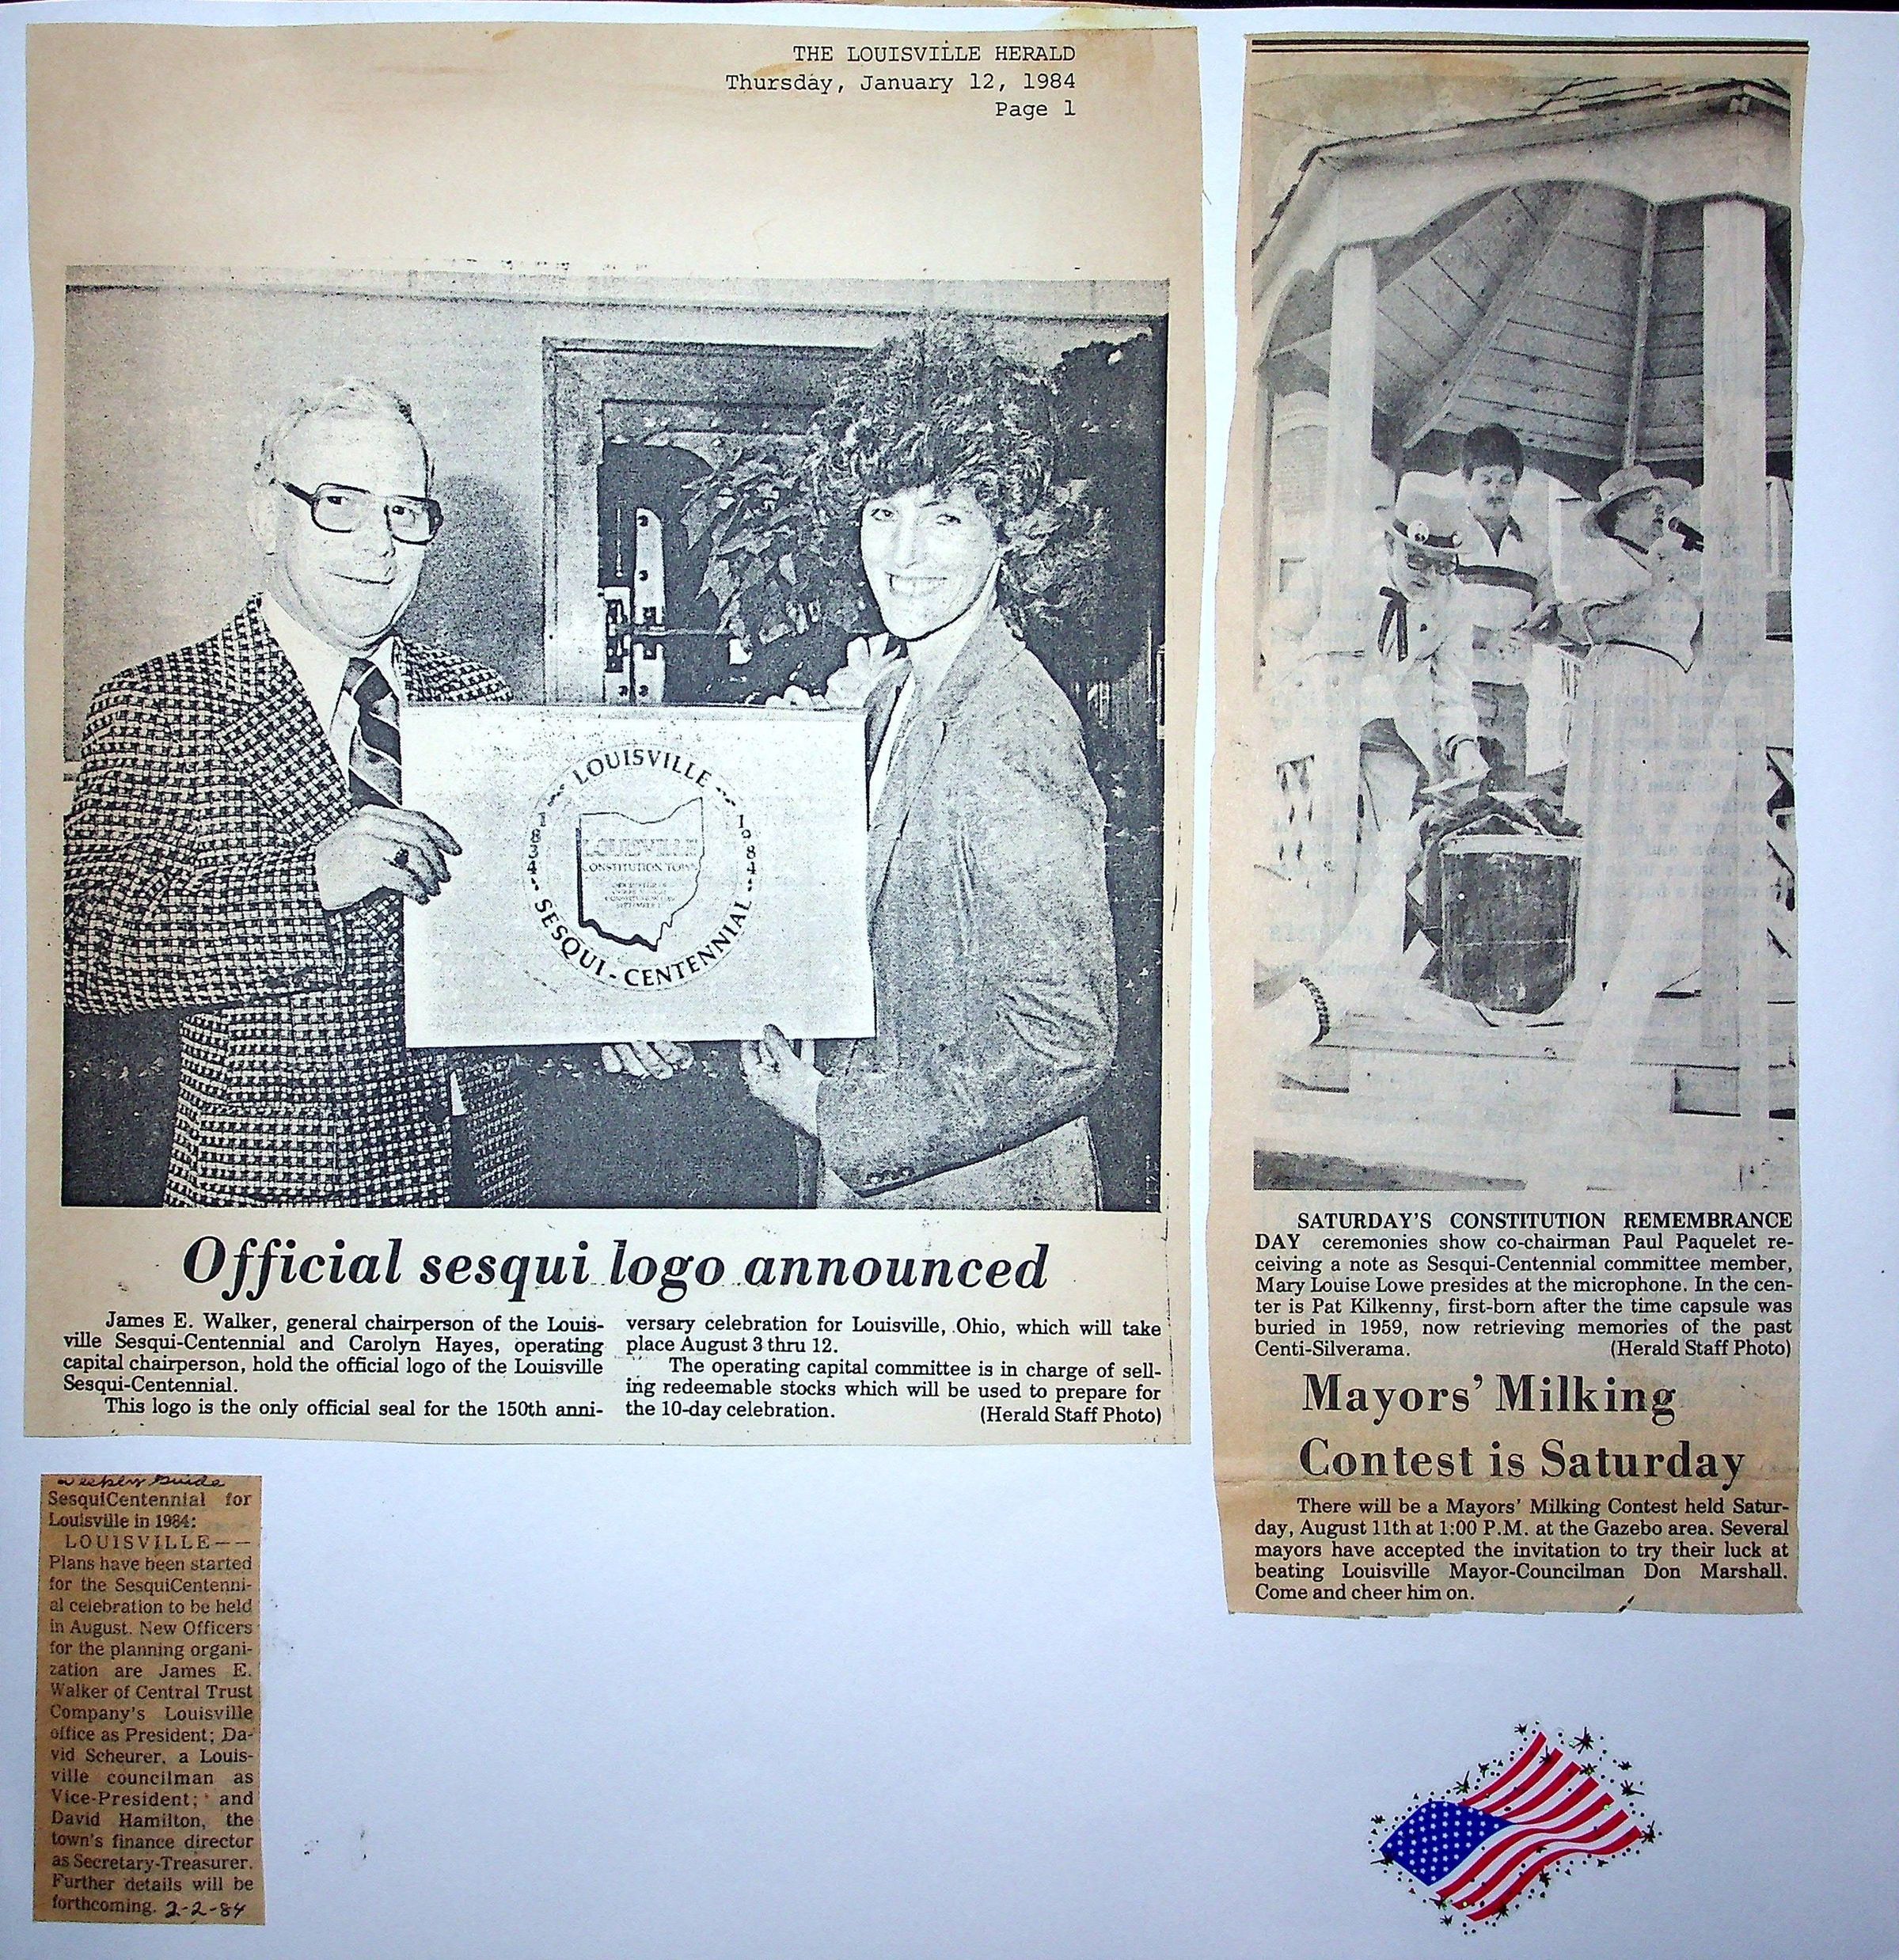 THE LOUISVILLE HERALD
Thursday, January 12, 1984
Page 1
LOUISVILLE
1834
1984
SESQUI-CENTENNIAL
LOUISVILLE
CONSTITUTION TOWN
Official sesqui logo announced
James E. Walker, general chairperson of the Louis-
ville Sesqui-Centennial and Carolyn Hayes, operating
capital chairperson, hold the official logo of the Louisville
Sesqui-Centennial.
This logo is the only official seal for the 150th anni-
versary celebration for Louisville, Ohio, which will take
place August 3 thru 12.
The operating capital committee is in charge of sell-
ing redeemable stocks which will be used to prepare for
the 10-day celebration. (Herald Staff Photo)
SATURDAY'S CONSTITUTION REMEMBRANCE
DAY ceremonies show co-chairman Paul Paquelet re-
ceiving a note as Sesqui-Centennial committee member,
Mary Louise Lowe presides at the microphone. In the cen-
ter is Pat Kilkenny, first-born after the time capsule was
buried in 1959, now retrieving memories of the past
Centi-Silverama. (Herald Staff Photo)
Mayors' Milking
Contest is Saturday
There will be a Mayors' Milking Contest held Satur-
day, August 11th at 1:00 P.M. at the Gazebo area. Several
mayors have accepted the invitation to try their luck at
beating Louisville Mayor-Councilman Don Marshall.
Come and cheer him on.
Weekly Guide
SesquiCentennial for
Louisville in 1984:
LOUISVILLE--
Plans have been started
for the SesquiCentenni-
al celebration to be held
in August. New Officers
for the planning organi-
zation are James E.
Walker of Central Trust
Company's Louisville
office as President; Da-
vid Scheurer, a Louis-
ville councilman as
Vice-President; and
David Hamilton, the
town's finance director
as Secretary-Treasurer.
Further details will be
forthcoming. 2-2-84